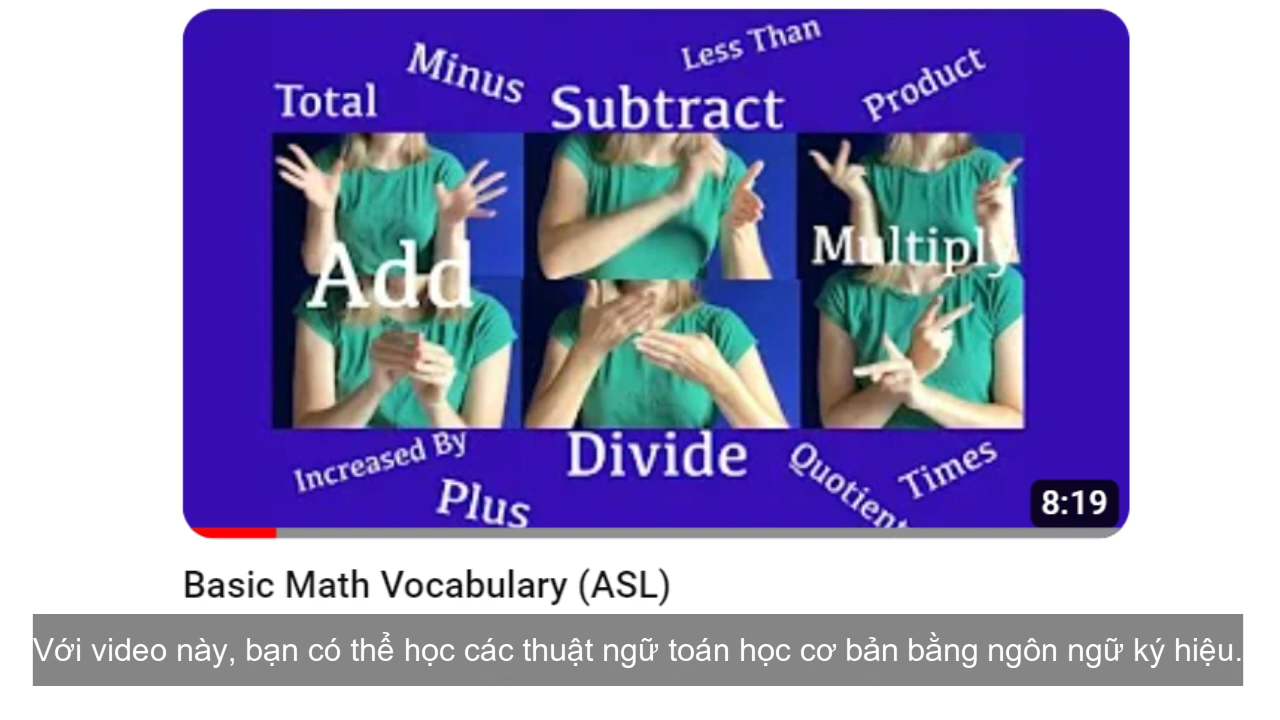 Less Than
Minus
Product
Total
Subtract
Multiply
Add
Increased By
Divide
Quotient
Times
Plus
8:19
Basic Math Vocabulary (ASL)
Với video này, bạn có thể học các thuật ngữ toán học cơ bản bằng ngôn ngữ ký hiệu.